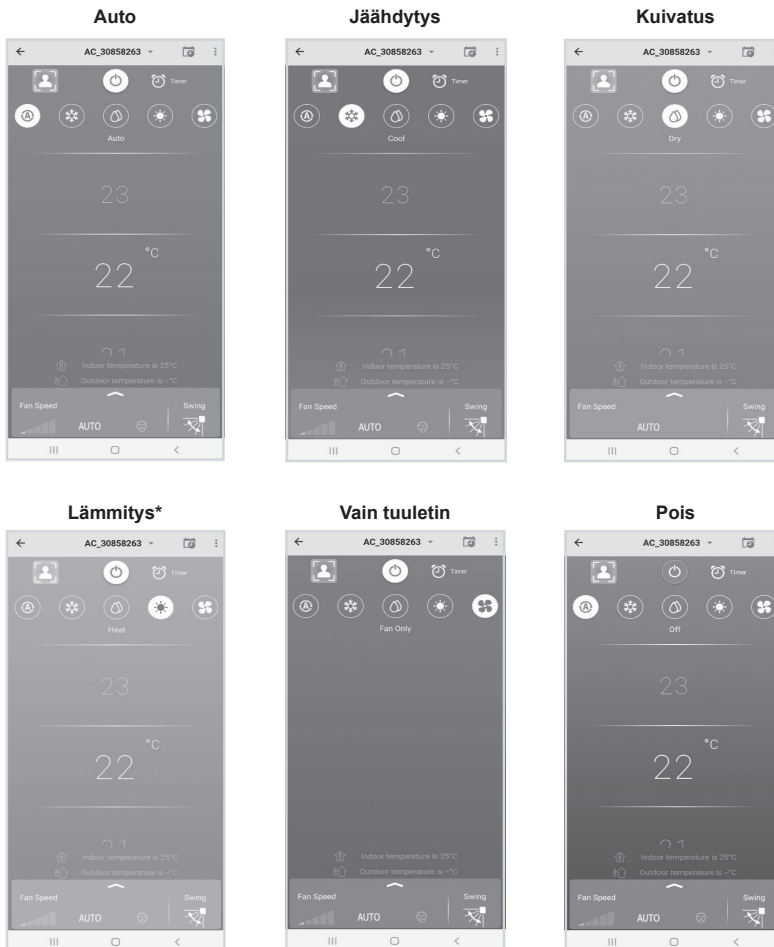 Auto
Jäähdytys
Kuivatus
AC_30858263
AC_30858263
AC_30858263
Timer
Timer
Timer
Auto
Cool
Dry
23
23
23
22 °C
22 °C
22 °C
21
21
21
Indoor temperature is 25°C
Indoor temperature is 25°C
Indoor temperature is 25°C
Outdoor temperature is --°C
Outdoor temperature is --°C
Outdoor temperature is --°C
Fan Speed Swing
Fan Speed Swing
Fan Speed Swing
AUTO
AUTO
AUTO
Lämmitys*
Vain tuuletin
Pois
AC_30858263
AC_30858263
AC_30858263
Timer
Timer
Timer
Heat
Fan Only
Off
23
23
22 °C
22 °C
21
21
Indoor temperature is 25°C
Indoor temperature is 25°C
Indoor temperature is 25°C
Outdoor temperature is --°C
Outdoor temperature is --°C
Outdoor temperature is --°C
Fan Speed Swing
Fan Speed Swing
Fan Speed Swing
AUTO
AUTO
AUTO